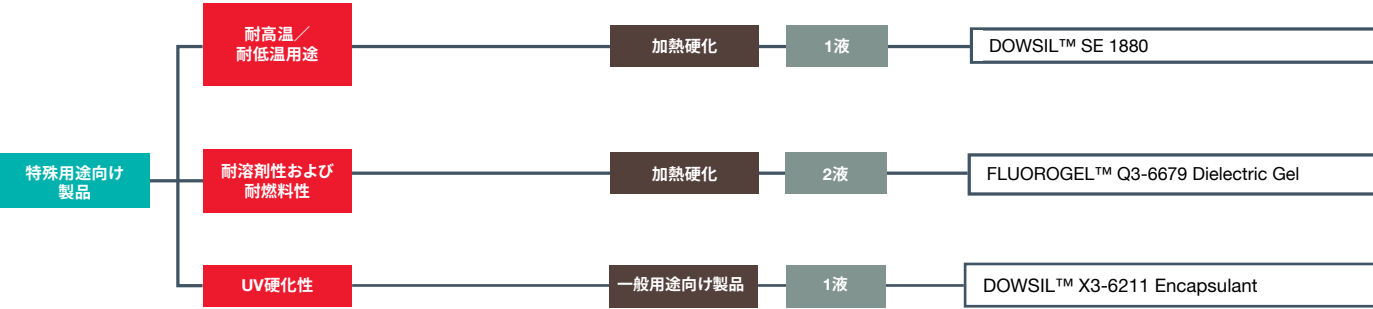 耐高温／
耐低温用途
加熱硬化
1液
DOWSIL™ SE 1880
特殊用途向け
製品
耐溶剤性および
耐燃料性
加熱硬化
2液
FLUOROGEL™ Q3-6679 Dielectric Gel
UV硬化性
一般用途向け製品
1液
DOWSIL™ X3-6211 Encapsulant